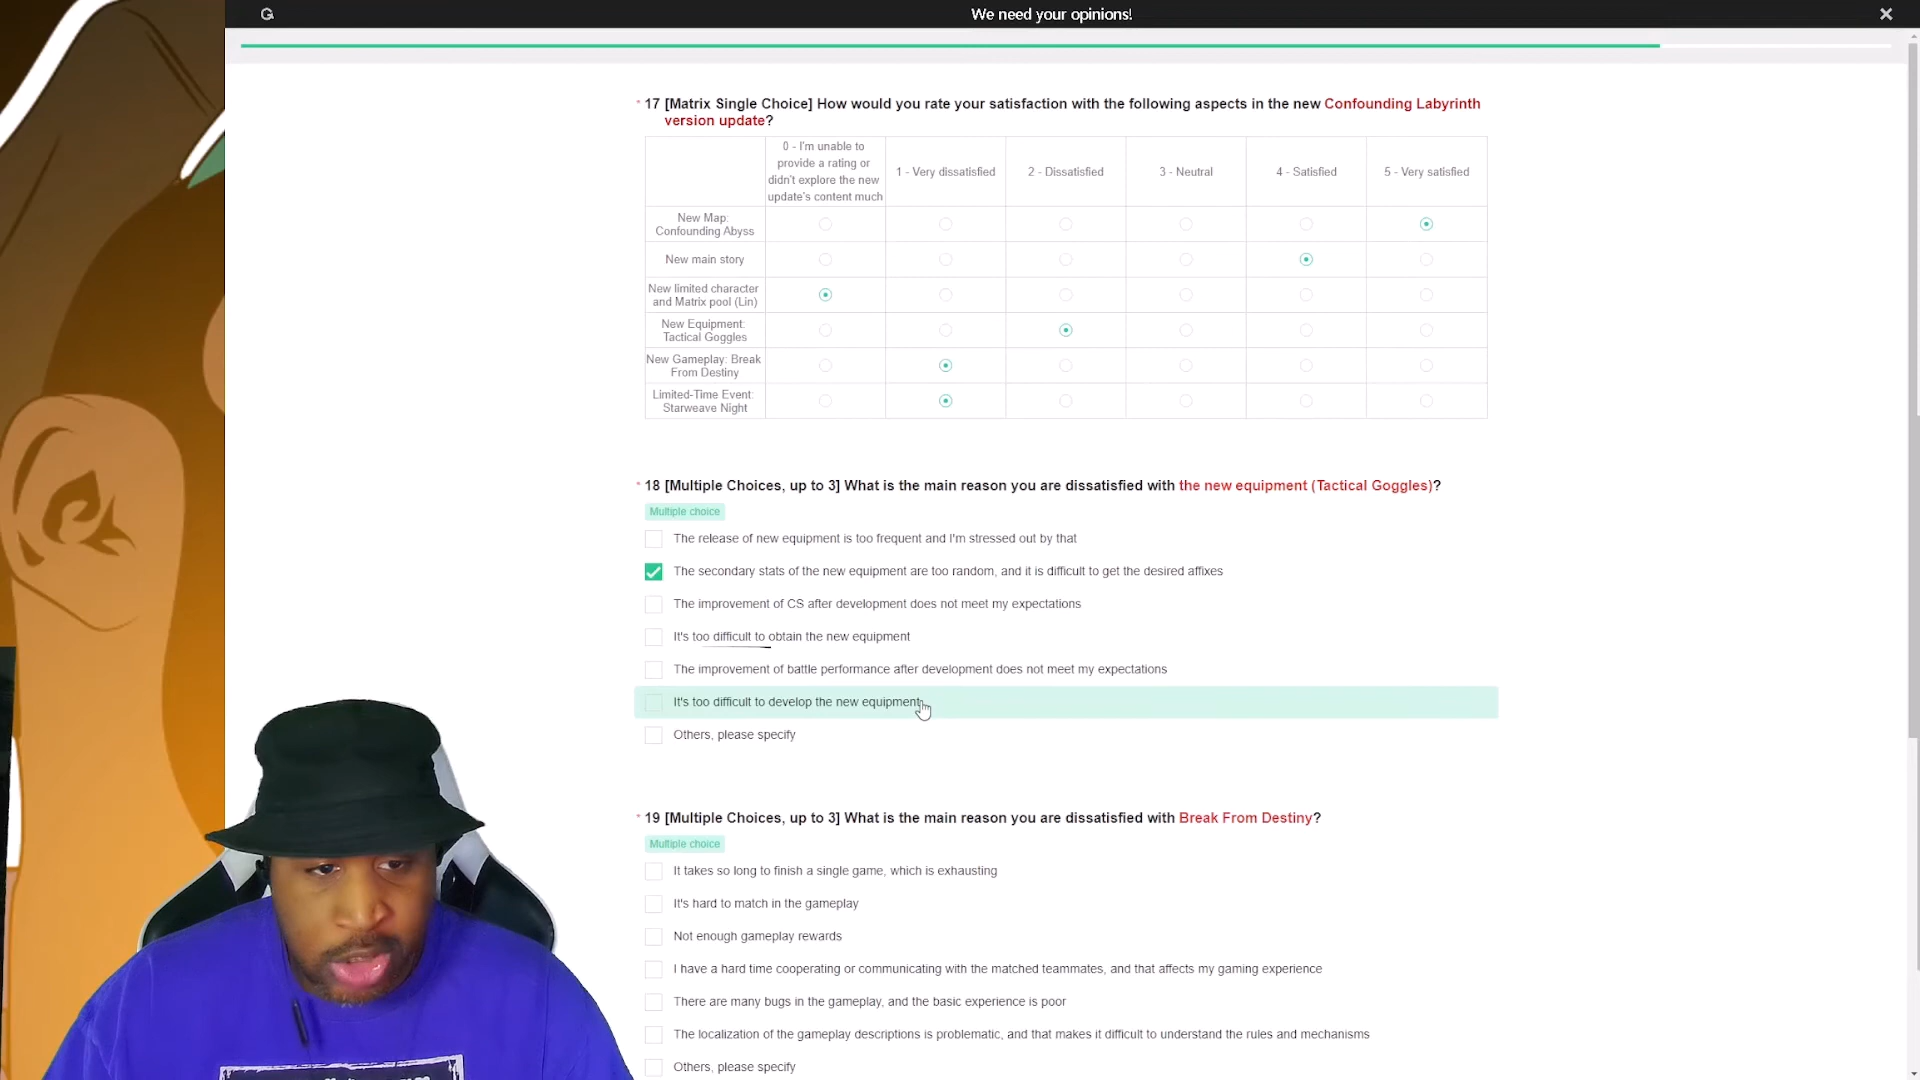 We need your opinions!
* 17 [Matrix Single Choice] How would you rate your satisfaction with the following aspects in the new Confounding Labyrinth
version update?
0 - I'm unable to
provide a rating or
didn't explore the new
update's content much
1 - Very dissatisfied
2 - Dissatisfied
3 - Neutral
4 - Satisfied
5 - Very satisfied
New Map:
Confounding Abyss
New main story
New limited character
and Matrix pool (Lin)
New Equipment:
Tactical Goggles
New Gameplay: Break
From Destiny
Limited-Time Event:
Starweave Night
* 18 [Multiple Choices, up to 3] What is the main reason you are dissatisfied with the new equipment (Tactical Goggles)?
Multiple choice
The release of new equipment is too frequent and I'm stressed out by that
The secondary stats of the new equipment are too random, and it is difficult to get the desired affixes
The improvement of CS after development does not meet my expectations
It's too difficult to obtain the new equipment
The improvement of battle performance after development does not meet my expectations
It's too difficult to develop the new equipment
Others, please specify
* 19 [Multiple Choices, up to 3] What is the main reason you are dissatisfied with Break From Destiny?
Multiple choice
It takes so long to finish a single game, which is exhausting
It's hard to match in the gameplay
Not enough gameplay rewards
I have a hard time cooperating or communicating with the matched teammates, and that affects my gaming experience
There are many bugs in the gameplay, and the basic experience is poor
The localization of the gameplay descriptions is problematic, and that makes it difficult to understand the rules and mechanisms
Others, please specify